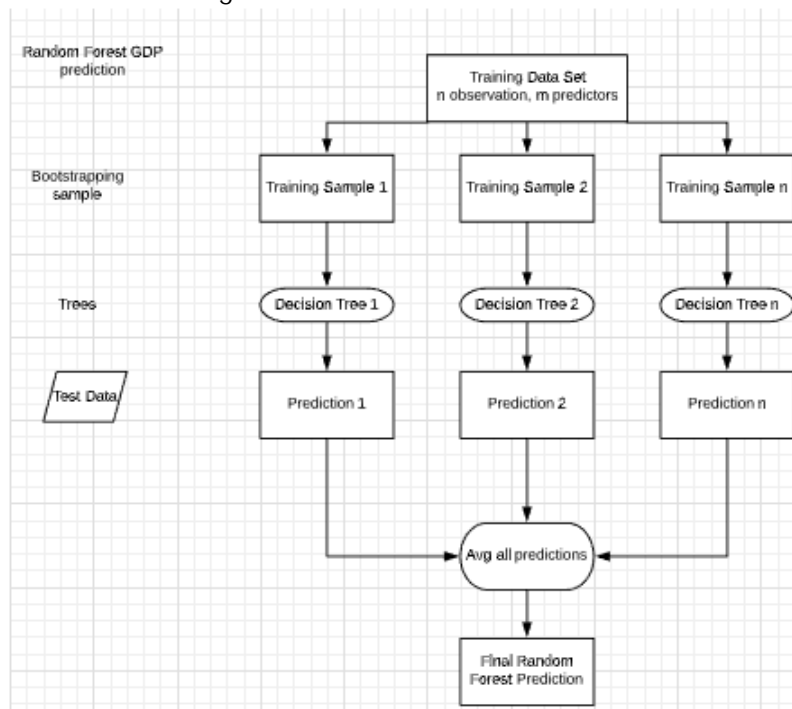 Random Forest GDP
prediction
Training Data Set
n observation, m predictors
Bootstrapping
sample
Training Sample 1
Training Sample 2
Training Sample n
Trees
Decision Tree 1
Decision Tree 2
Decision Tree n
Test Data
Prediction 1
Prediction 2
Prediction n
Avg all predictions
Final Random
Forest Prediction